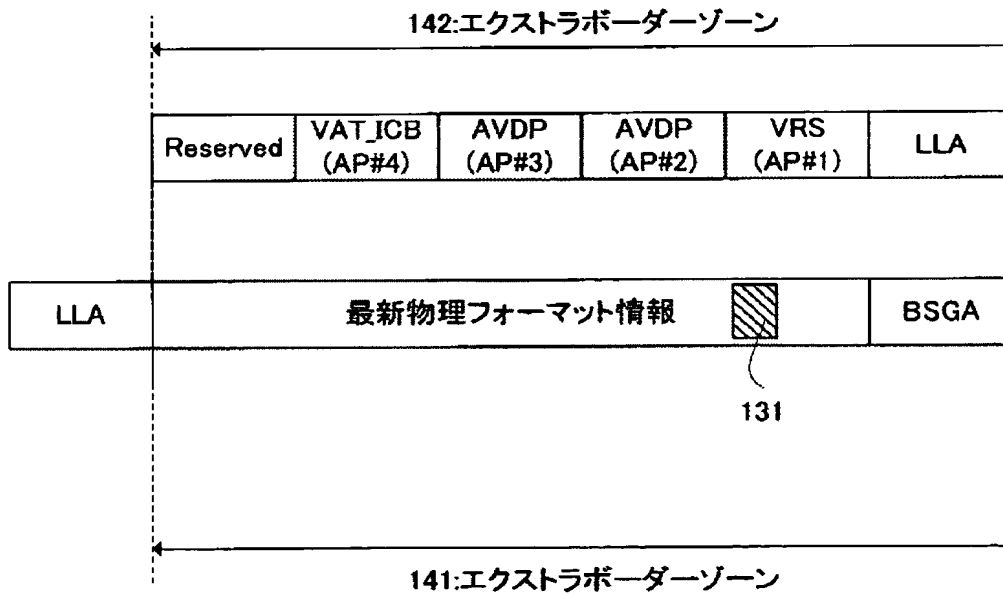 142:エクストラボーダーゾーン
Reserved
VAT_ICB
(AP#4)
AVDP
(AP#3)
AVDP
(AP#2)
VRS
(AP#1)
LLA
LLA
最新物理フォーマット情報
BSGA
131
141:エクストラボーダーゾーン